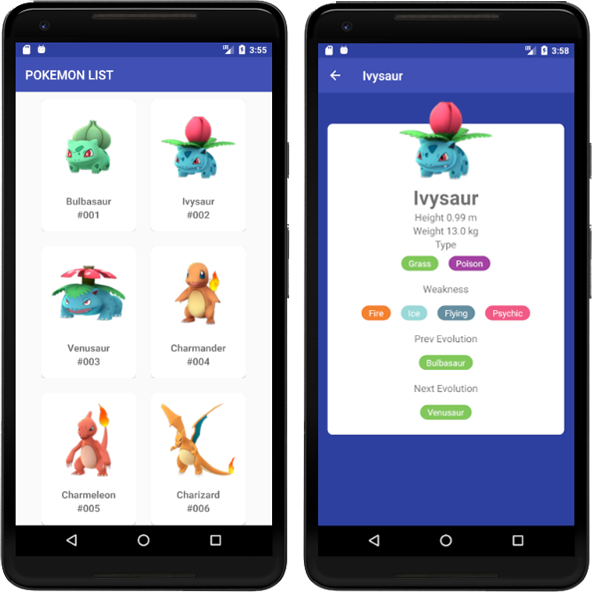 3:55
POKEMON LIST
Bulbasaur
#001
Ivysaur
#002
Venusaur
#003
Charmander
#004
Charmeleon
#005
Charizard
#006
3:58
Ivysaur
Ivysaur
Height 0.99 m
Weight 13.0 kg
Type
Grass Poison
Weakness
Fire Ice Flying Psychic
Prev Evolution
Bulbasaur
Next Evolution
Venusaur